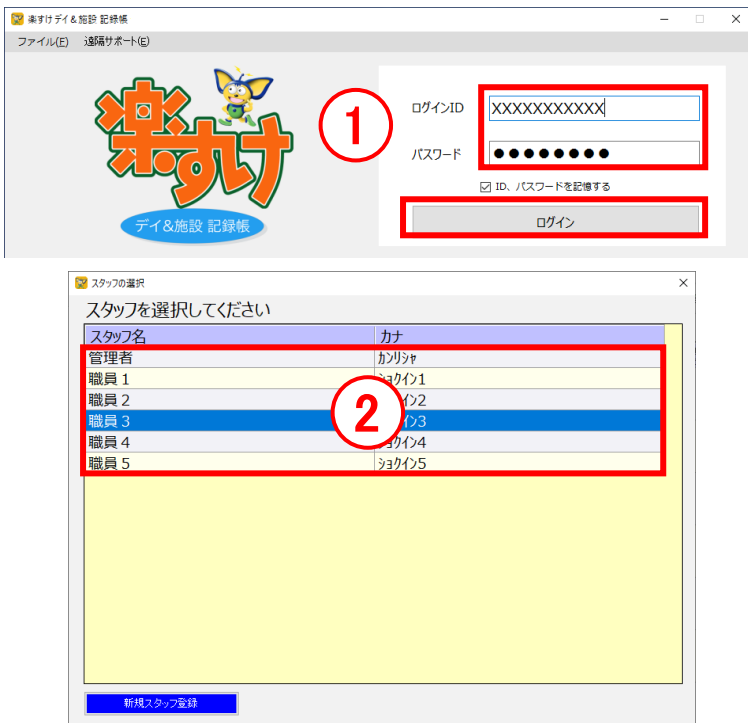 楽すけデイ&施設 記録帳
ファイル(F) 遠隔サポート(E)
楽すけ
デイ&施設 記録帳
1
ログインID XXXXXXXXXXX
パスワード ●●●●●●●●
ID、パスワードを記憶する
ログイン
スタッフの選択
スタッフを選択してください
スタッフ名 カナ
管理者 ｶﾝﾘｼｬ
職員1 ｼｮｸｲﾝ1
職員2 ｲﾝ2
2
職員3 ｲﾝ3
職員4 ｼｮｸｲﾝ4
職員5 ｼｮｸｲﾝ5
新規スタッフ登録